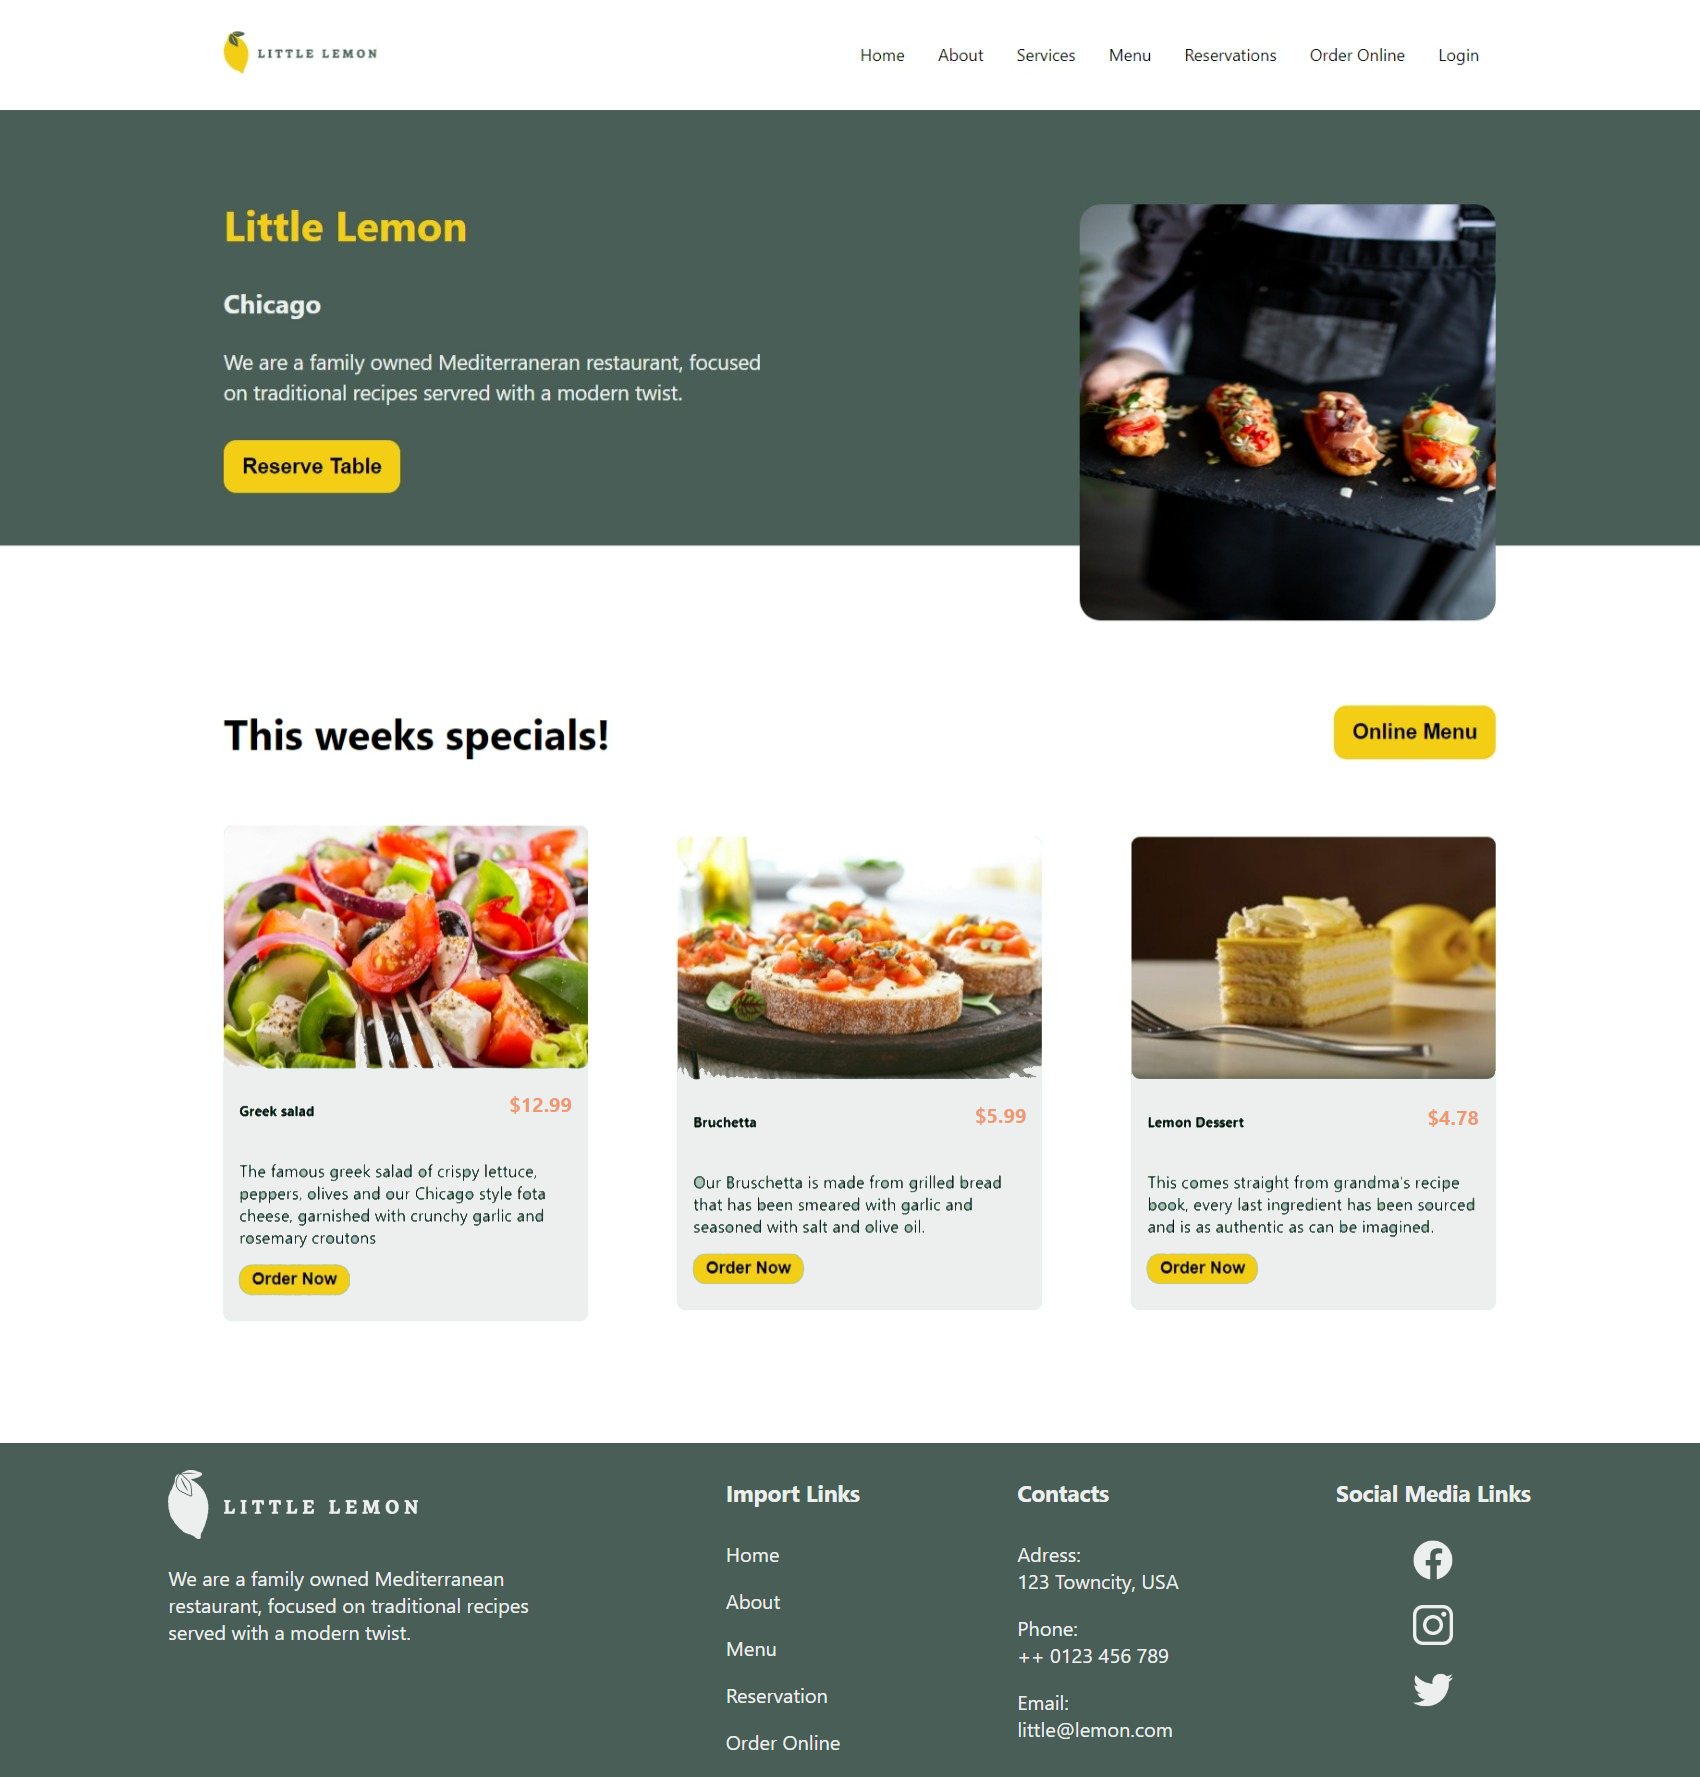 LITTLE LEMON
Home About Services Menu Reservations Order Online Login
Little Lemon
Chicago
We are a family owned Mediterraneran restaurant, focused
on traditional recipes servred with a modern twist.
Reserve Table
This weeks specials!
Online Menu
Greek salad
$12.99
The famous greek salad of crispy lettuce,
peppers, olives and our Chicago style fota
cheese, garnished with crunchy garlic and
rosemary croutons
Order Now
Bruchetta
$5.99
Our Bruschetta is made from grilled bread
that has been smeared with garlic and
seasoned with salt and olive oil.
Order Now
Lemon Dessert
$4.78
This comes straight from grandma's recipe
book, every last ingredient has been sourced
and is as authentic as can be imagined.
Order Now
LITTLE LEMON
We are a family owned Mediterranean
restaurant, focused on traditional recipes
served with a modern twist.
Import Links
Home
About
Menu
Reservation
Order Online
Contacts
Adress:
123 Towncity, USA
Phone:
++ 0123 456 789
Email:
little@lemon.com
Social Media Links